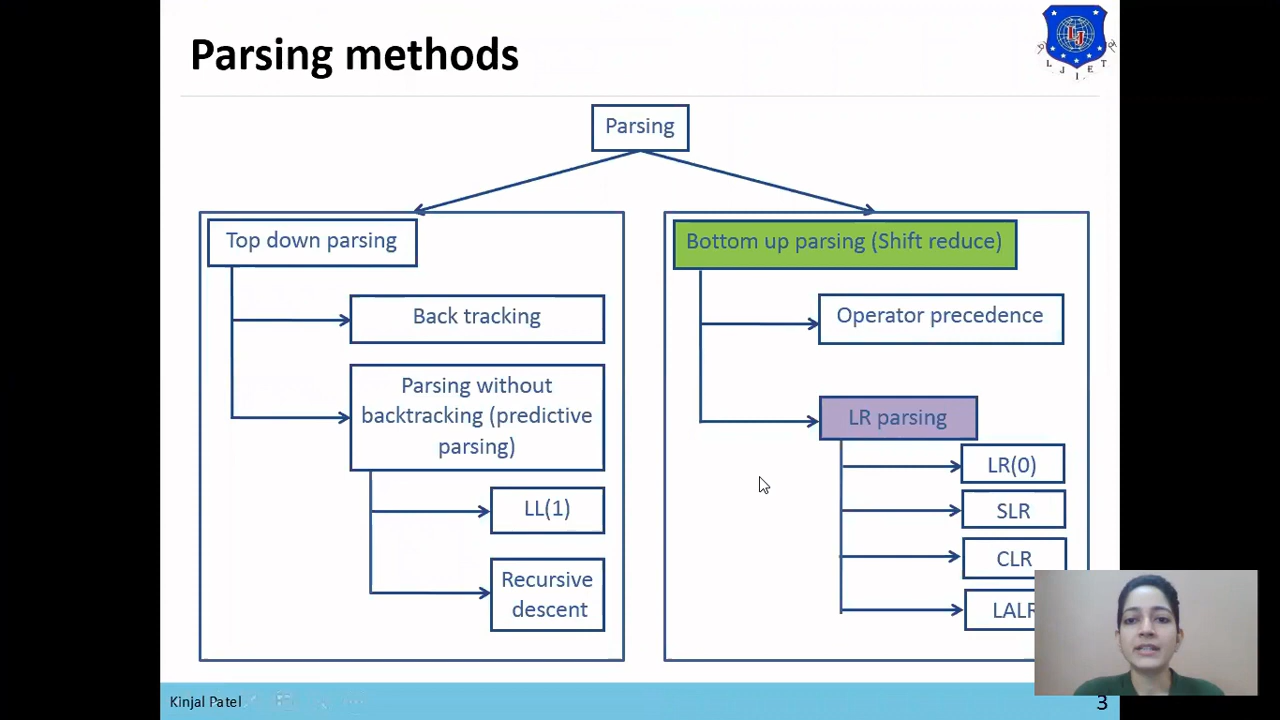 Parsing methods
L J I E T
Parsing
Top down parsing
Back tracking
Parsing without
backtracking (predictive
parsing)
LL(1)
Recursive
descent
Bottom up parsing (Shift reduce)
Operator precedence
LR parsing
LR(0)
SLR
CLR
LALR
Kinjal Patel
3